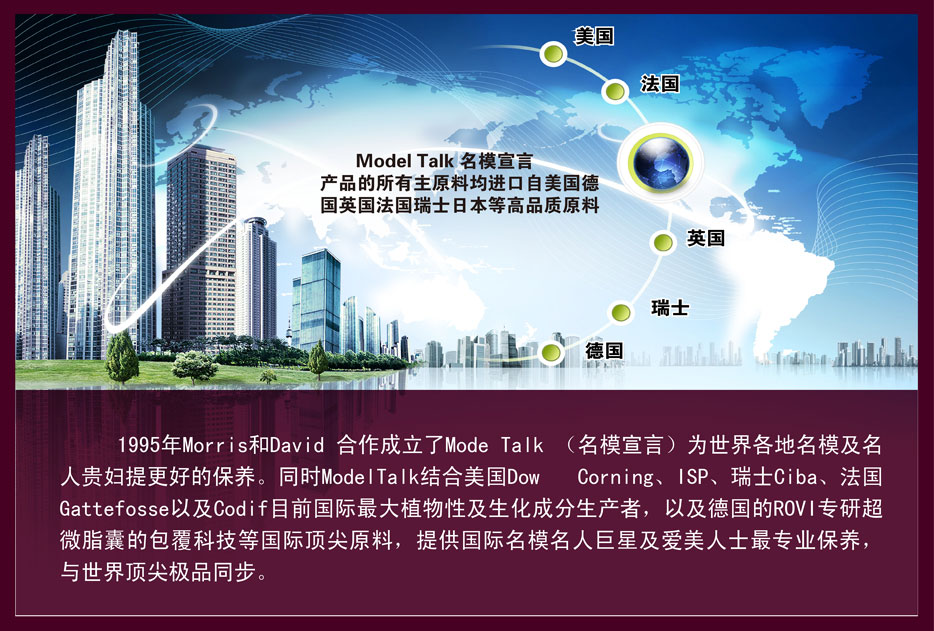 美国
法国
Model Talk 名模宣言
产品的所有主原料均进口自美国德
国英国法国瑞士日本等高品质原料
英国
瑞士
德国
1995年Morris和David 合作成立了Mode Talk （名模宣言）为世界各地名模及名
人贵妇提更好的保养。同时ModelTalk结合美国Dow Corning、ISP、瑞士Ciba、法国
Gattefosse以及Codif目前国际最大植物性及生化成分生产者，以及德国的ROVI专研超
微脂囊的包覆科技等国际顶尖原料，提供国际名模名人巨星及爱美人士最专业保养，
与世界顶尖极品同步。